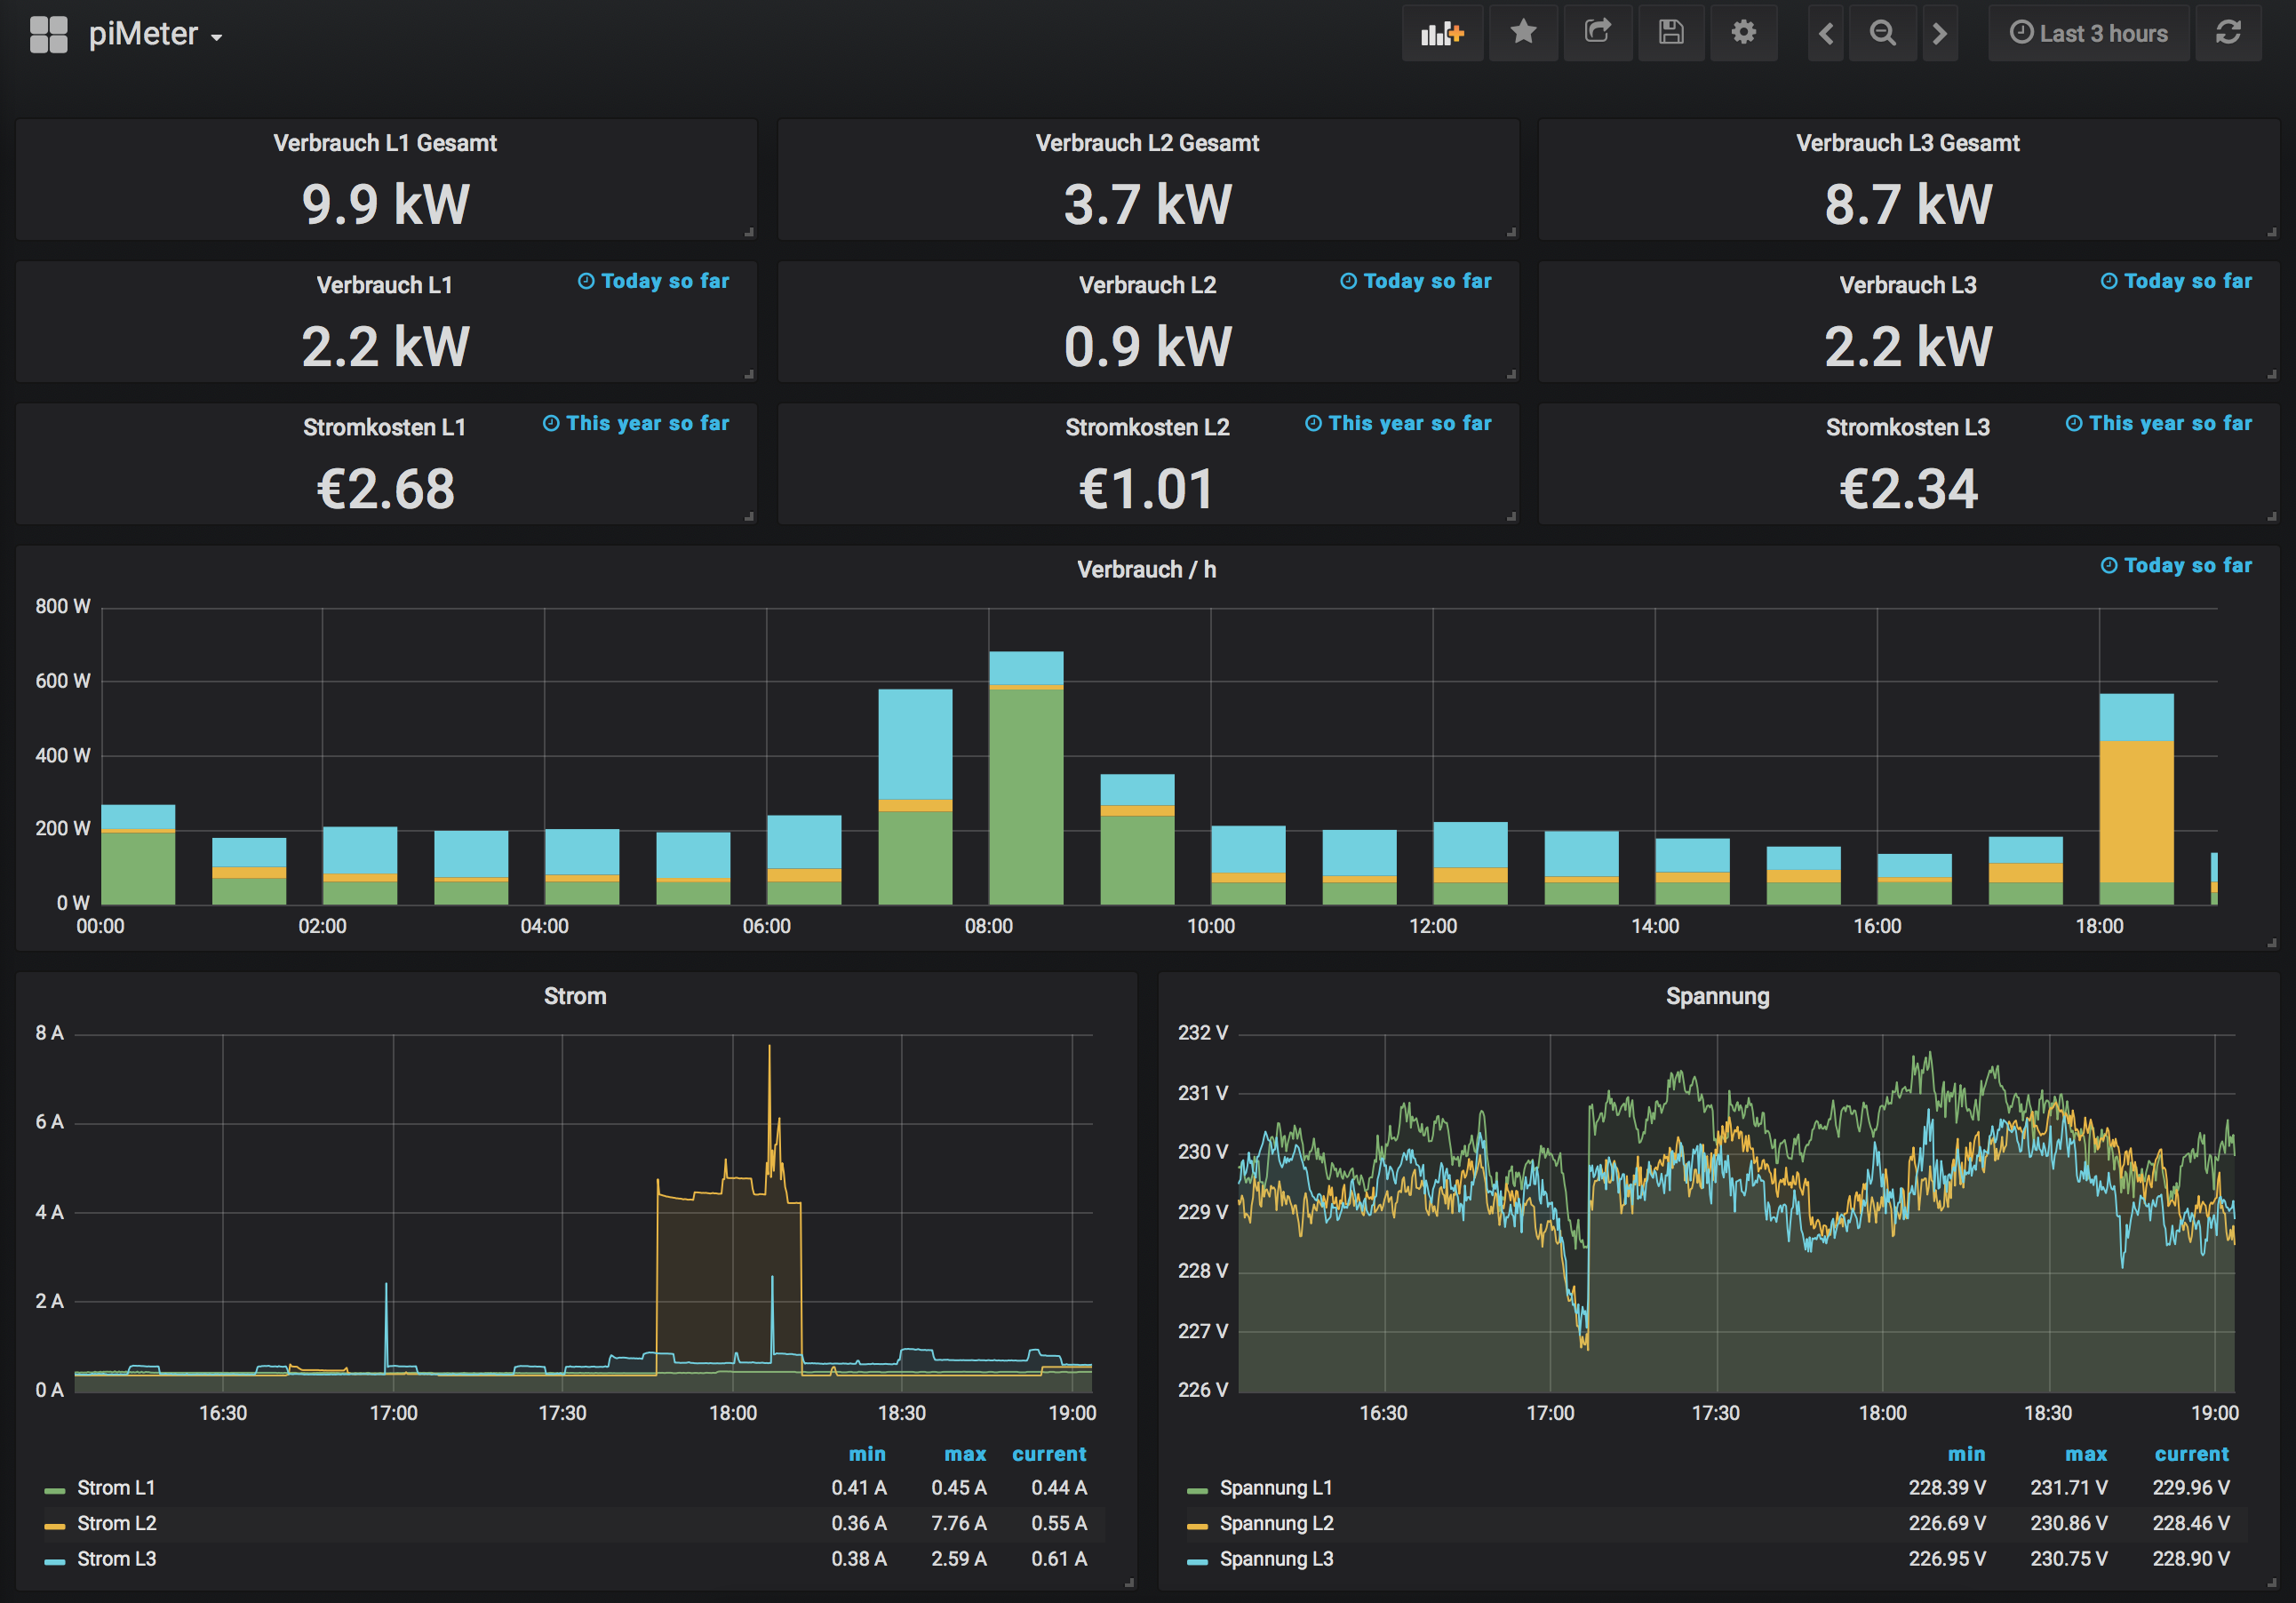 piMeter
Last 3 hours
Verbrauch L1 Gesamt
9.9 kW
Verbrauch L2 Gesamt
3.7 kW
Verbrauch L3 Gesamt
8.7 kW
Verbrauch L1
Today so far
2.2 kW
Verbrauch L2
Today so far
0.9 kW
Verbrauch L3
Today so far
2.2 kW
Stromkosten L1
This year so far
€2.68
Stromkosten L2
This year so far
€1.01
Stromkosten L3
This year so far
€2.34
Verbrauch / h
Today so far
800 W
600 W
400 W
200 W
0 W
00:00 02:00 04:00 06:00 08:00 10:00 12:00 14:00 16:00 18:00
Strom
8 A
6 A
4 A
2 A
0 A
16:30 17:00 17:30 18:00 18:30 19:00
min max current
Strom L1 0.41 A 0.45 A 0.44 A
Strom L2 0.36 A 7.76 A 0.55 A
Strom L3 0.38 A 2.59 A 0.61 A
Spannung
232 V
231 V
230 V
229 V
228 V
227 V
226 V
16:30 17:00 17:30 18:00 18:30 19:00
min max current
Spannung L1 228.39 V 231.71 V 229.96 V
Spannung L2 226.69 V 230.86 V 228.46 V
Spannung L3 226.95 V 230.75 V 228.90 V